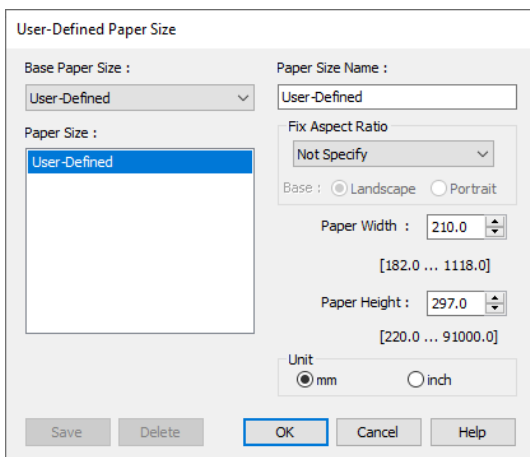 User-Defined Paper Size
Base Paper Size :
User-Defined
Paper Size :
User-Defined
Paper Size Name :
User-Defined
Fix Aspect Ratio
Not Specify
Base : Landscape Portrait
Paper Width : 210.0
[182.0 ... 1118.0]
Paper Height : 297.0
[220.0 ... 91000.0]
Unit
mm inch
Save Delete OK Cancel Help